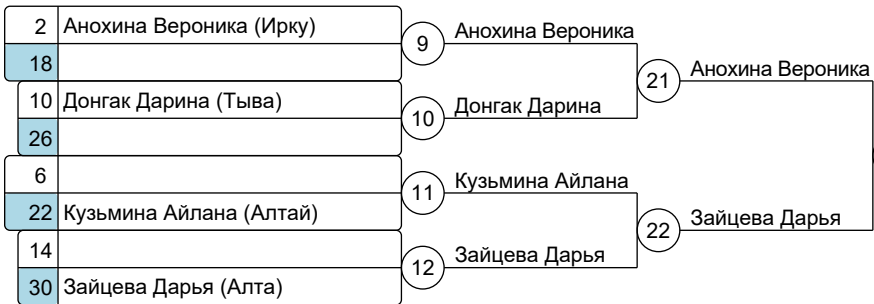 2 Анохина Вероника (Ирку)
18
9
Анохина Вероника
10 Донгак Дарина (Тыва)
26
10
Донгак Дарина
21
Анохина Вероника
6
22 Кузьмина Айлана (Алтай)
11
Кузьмина Айлана
14
30 Зайцева Дарья (Алта)
12
Зайцева Дарья
22
Зайцева Дарья